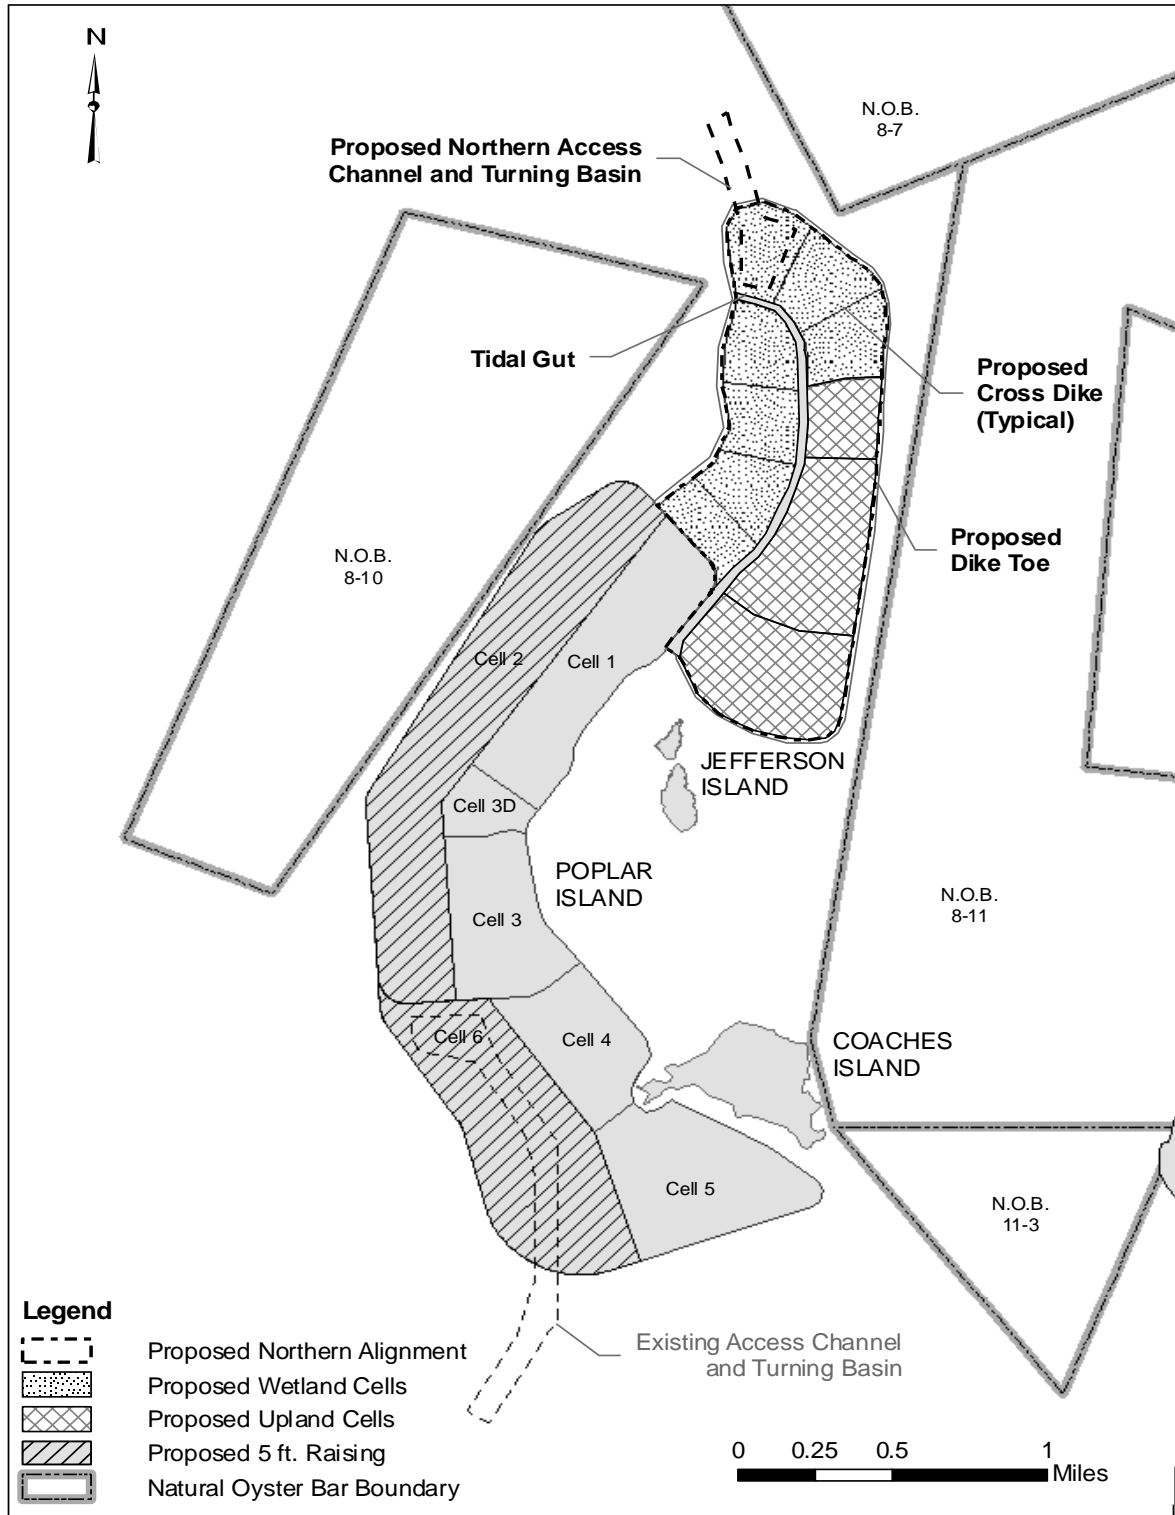 N
N.O.B.
8-7
Proposed Northern Access
Channel and Turning Basin
Tidal Gut
Proposed
Cross Dike
(Typical)
Proposed
Dike Toe
N.O.B.
8-10
Cell 2
Cell 1
JEFFERSON
ISLAND
Cell 3D
POPLAR
ISLAND
N.O.B.
8-11
Cell 3
Cell 6
Cell 4
COACHES
ISLAND
Cell 5
N.O.B.
11-3
Existing Access Channel
and Turning Basin
Legend
Proposed Northern Alignment
Proposed Wetland Cells
Proposed Upland Cells
Proposed 5 ft. Raising
Natural Oyster Bar Boundary
0 0.25 0.5 1
Miles